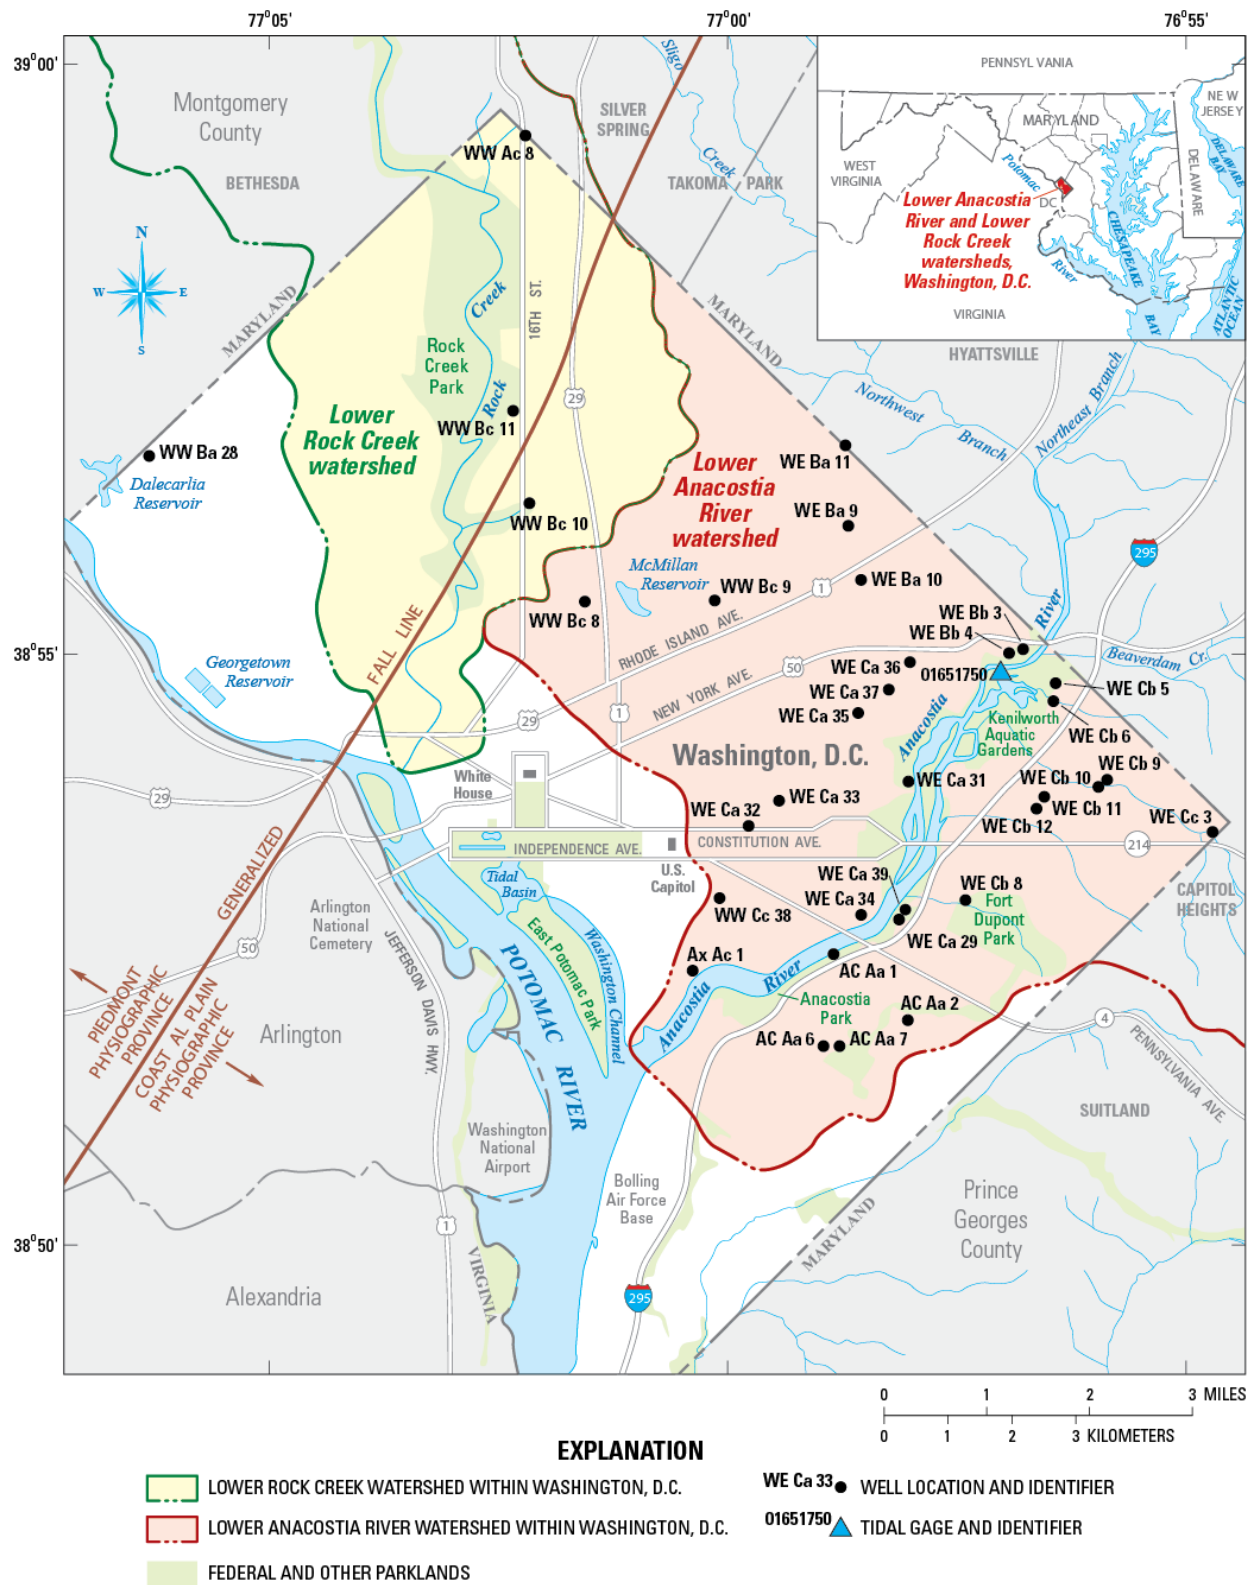 77°05'
77°00'
76°55'
39°00'
38°55'
38°50'
Montgomery
County
BETHESDA
SILVER
SPRING
TAKOMA PARK
Sligo
Creek
PENNSYLVANIA
NEW
JERSEY
MARYLAND
WEST
VIRGINIA
Potomac
DELAWARE
DELAWARE
BAY
DC
Lower Anacostia
River and Lower
Rock Creek
watersheds,
Washington, D.C.
River
CHESAPEAKE
BAY
ATLANTIC
OCEAN
VIRGINIA
N
W
E
S
MARYLAND
MARYLAND
HYATTSVILLE
WW Ac 8
16TH ST.
29
Rock
Creek
Park
Rock
Creek
Lower
Rock Creek
watershed
WW Bc 11
WW Ba 28
Dalecarlia
Reservoir
WW Bc 10
Northwest
Branch
Northeast Branch
WE Ba 11
Lower
Anacostia
River
watershed
WE Ba 9
295
McMillan
Reservoir
WW Bc 9
1
WE Ba 10
WW Bc 8
WE Bb 3
WE Bb 4
River
FALL LINE
RHODE ISLAND AVE.
50
NEW YORK AVE.
WE Ca 36
01651750
Beaverdam Cr.
Georgetown
Reservoir
WE Ca 37
WE Cb 5
WE Ca 35
29
1
Anacostia
Kenilworth
Aquatic
Gardens
WE Cb 6
Washington, D.C.
WE Cb 9
White
House
WE Ca 31
WE Cb 10
29
WE Ca 33
WE Cb 11
WE Ca 32
WE Cb 12
WE Cc 3
INDEPENDENCE AVE.
CONSTITUTION AVE.
214
U.S.
Capitol
Tidal
Basin
WE Ca 39
WE Cb 8
CAPITOL
HEIGHTS
GENERALIZED
Arlington
National
Cemetery
WW Cc 38
WE Ca 34
Fort
Dupont
Park
WE Ca 29
50
JEFFERSON DAVIS HWY.
East Potomac Park
Washington Channel
Ax Ac 1
River
AC Aa 1
POTOMAC
RIVER
Anacostia
Anacostia
Park
AC Aa 2
PIEDMONT
PHYSIOGRAPHIC
PROVINCE
COASTAL PLAIN
PHYSIOGRAPHIC
PROVINCE
Arlington
AC Aa 6
AC Aa 7
4
PENNSYLVANIA AVE.
SUITLAND
Washington
National
Airport
Bolling
Air Force
Base
Prince
Georges
County
1
MARYLAND
VIRGINIA
Alexandria
295
0 1 2 3 MILES
0 1 2 3 KILOMETERS
EXPLANATION
LOWER ROCK CREEK WATERSHED WITHIN WASHINGTON, D.C.
LOWER ANACOSTIA RIVER WATERSHED WITHIN WASHINGTON, D.C.
FEDERAL AND OTHER PARKLANDS
WE Ca 33 WELL LOCATION AND IDENTIFIER
01651750 TIDAL GAGE AND IDENTIFIER